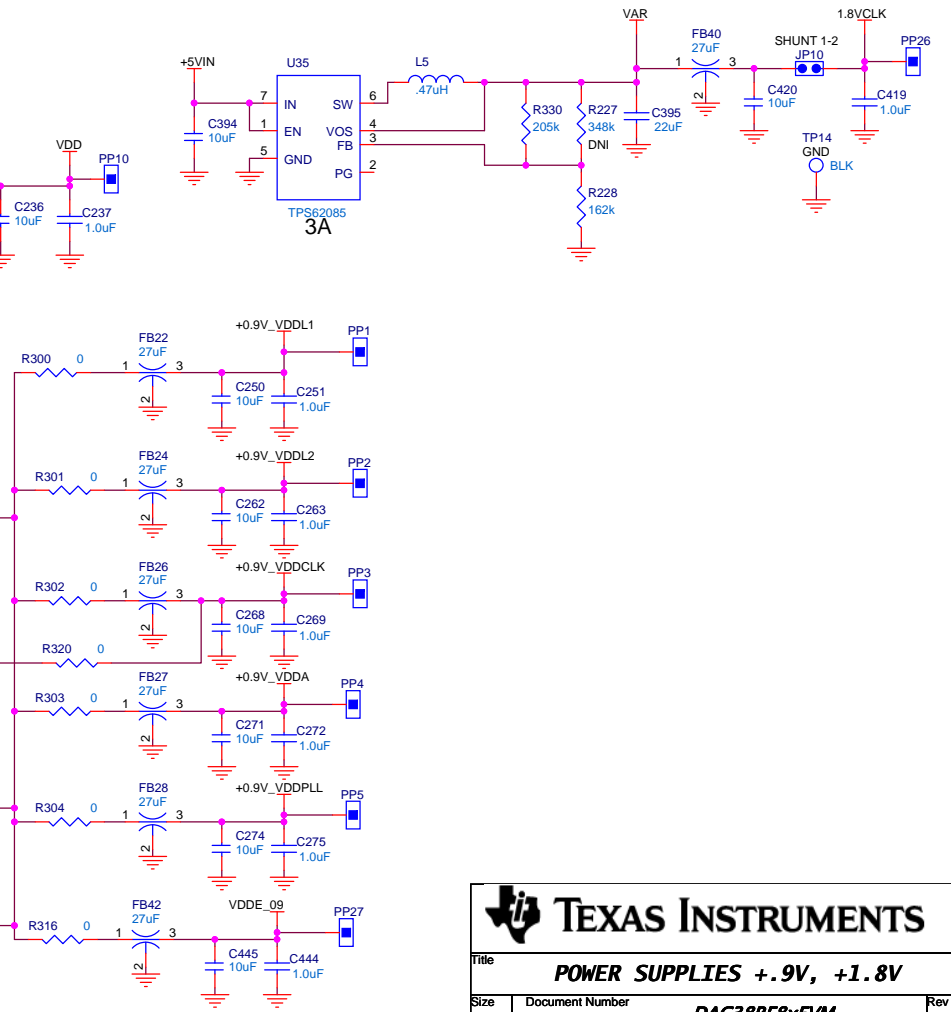 VAR
1.8VCLK
FB40
27uF
SHUNT 1-2
JP10
PP26
1
3
2
+5VIN
U35
L5
.47uH
7 IN
SW 6
1 EN
VOS 4
FB 3
5 GND
PG 2
TPS62085
3A
C394
10uF
R330
205k
R227
348k
DNI
C395
22uF
R228
162k
C420
10uF
C419
1.0uF
TP14
GND
BLK
VDD
PP10
C236
10uF
C237
1.0uF
+0.9V_VDDL1
PP1
R300 0
FB22
27uF
1
3
2
C250
10uF
C251
1.0uF
+0.9V_VDDL2
PP2
R301 0
FB24
27uF
1
3
2
C262
10uF
C263
1.0uF
+0.9V_VDDCLK
PP3
R302 0
FB26
27uF
1
3
2
C268
10uF
C269
1.0uF
R320 0
+0.9V_VDDA
PP4
R303 0
FB27
27uF
1
3
2
C271
10uF
C272
1.0uF
+0.9V_VDDPLL
PP5
R304 0
FB28
27uF
1
3
2
C274
10uF
C275
1.0uF
VDDE_09
PP27
R316 0
FB42
27uF
1
3
2
C445
10uF
C444
1.0uF
TEXAS INSTRUMENTS
Title
POWER SUPPLIES +.9V, +1.8V
Size
Document Number
Rev